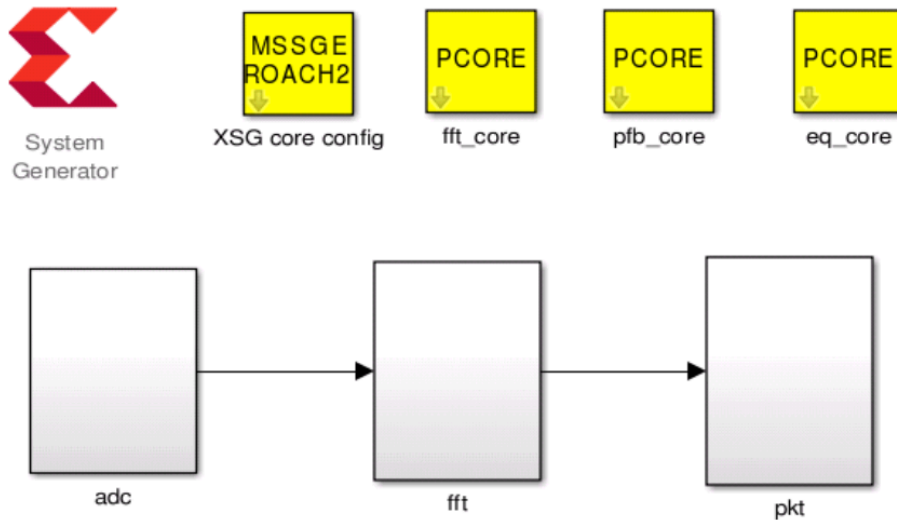 MSSGE
ROACH2
PCORE
PCORE
PCORE
System
Generator
XSG core config
fft_core
pfb_core
eq_core
adc
fft
pkt